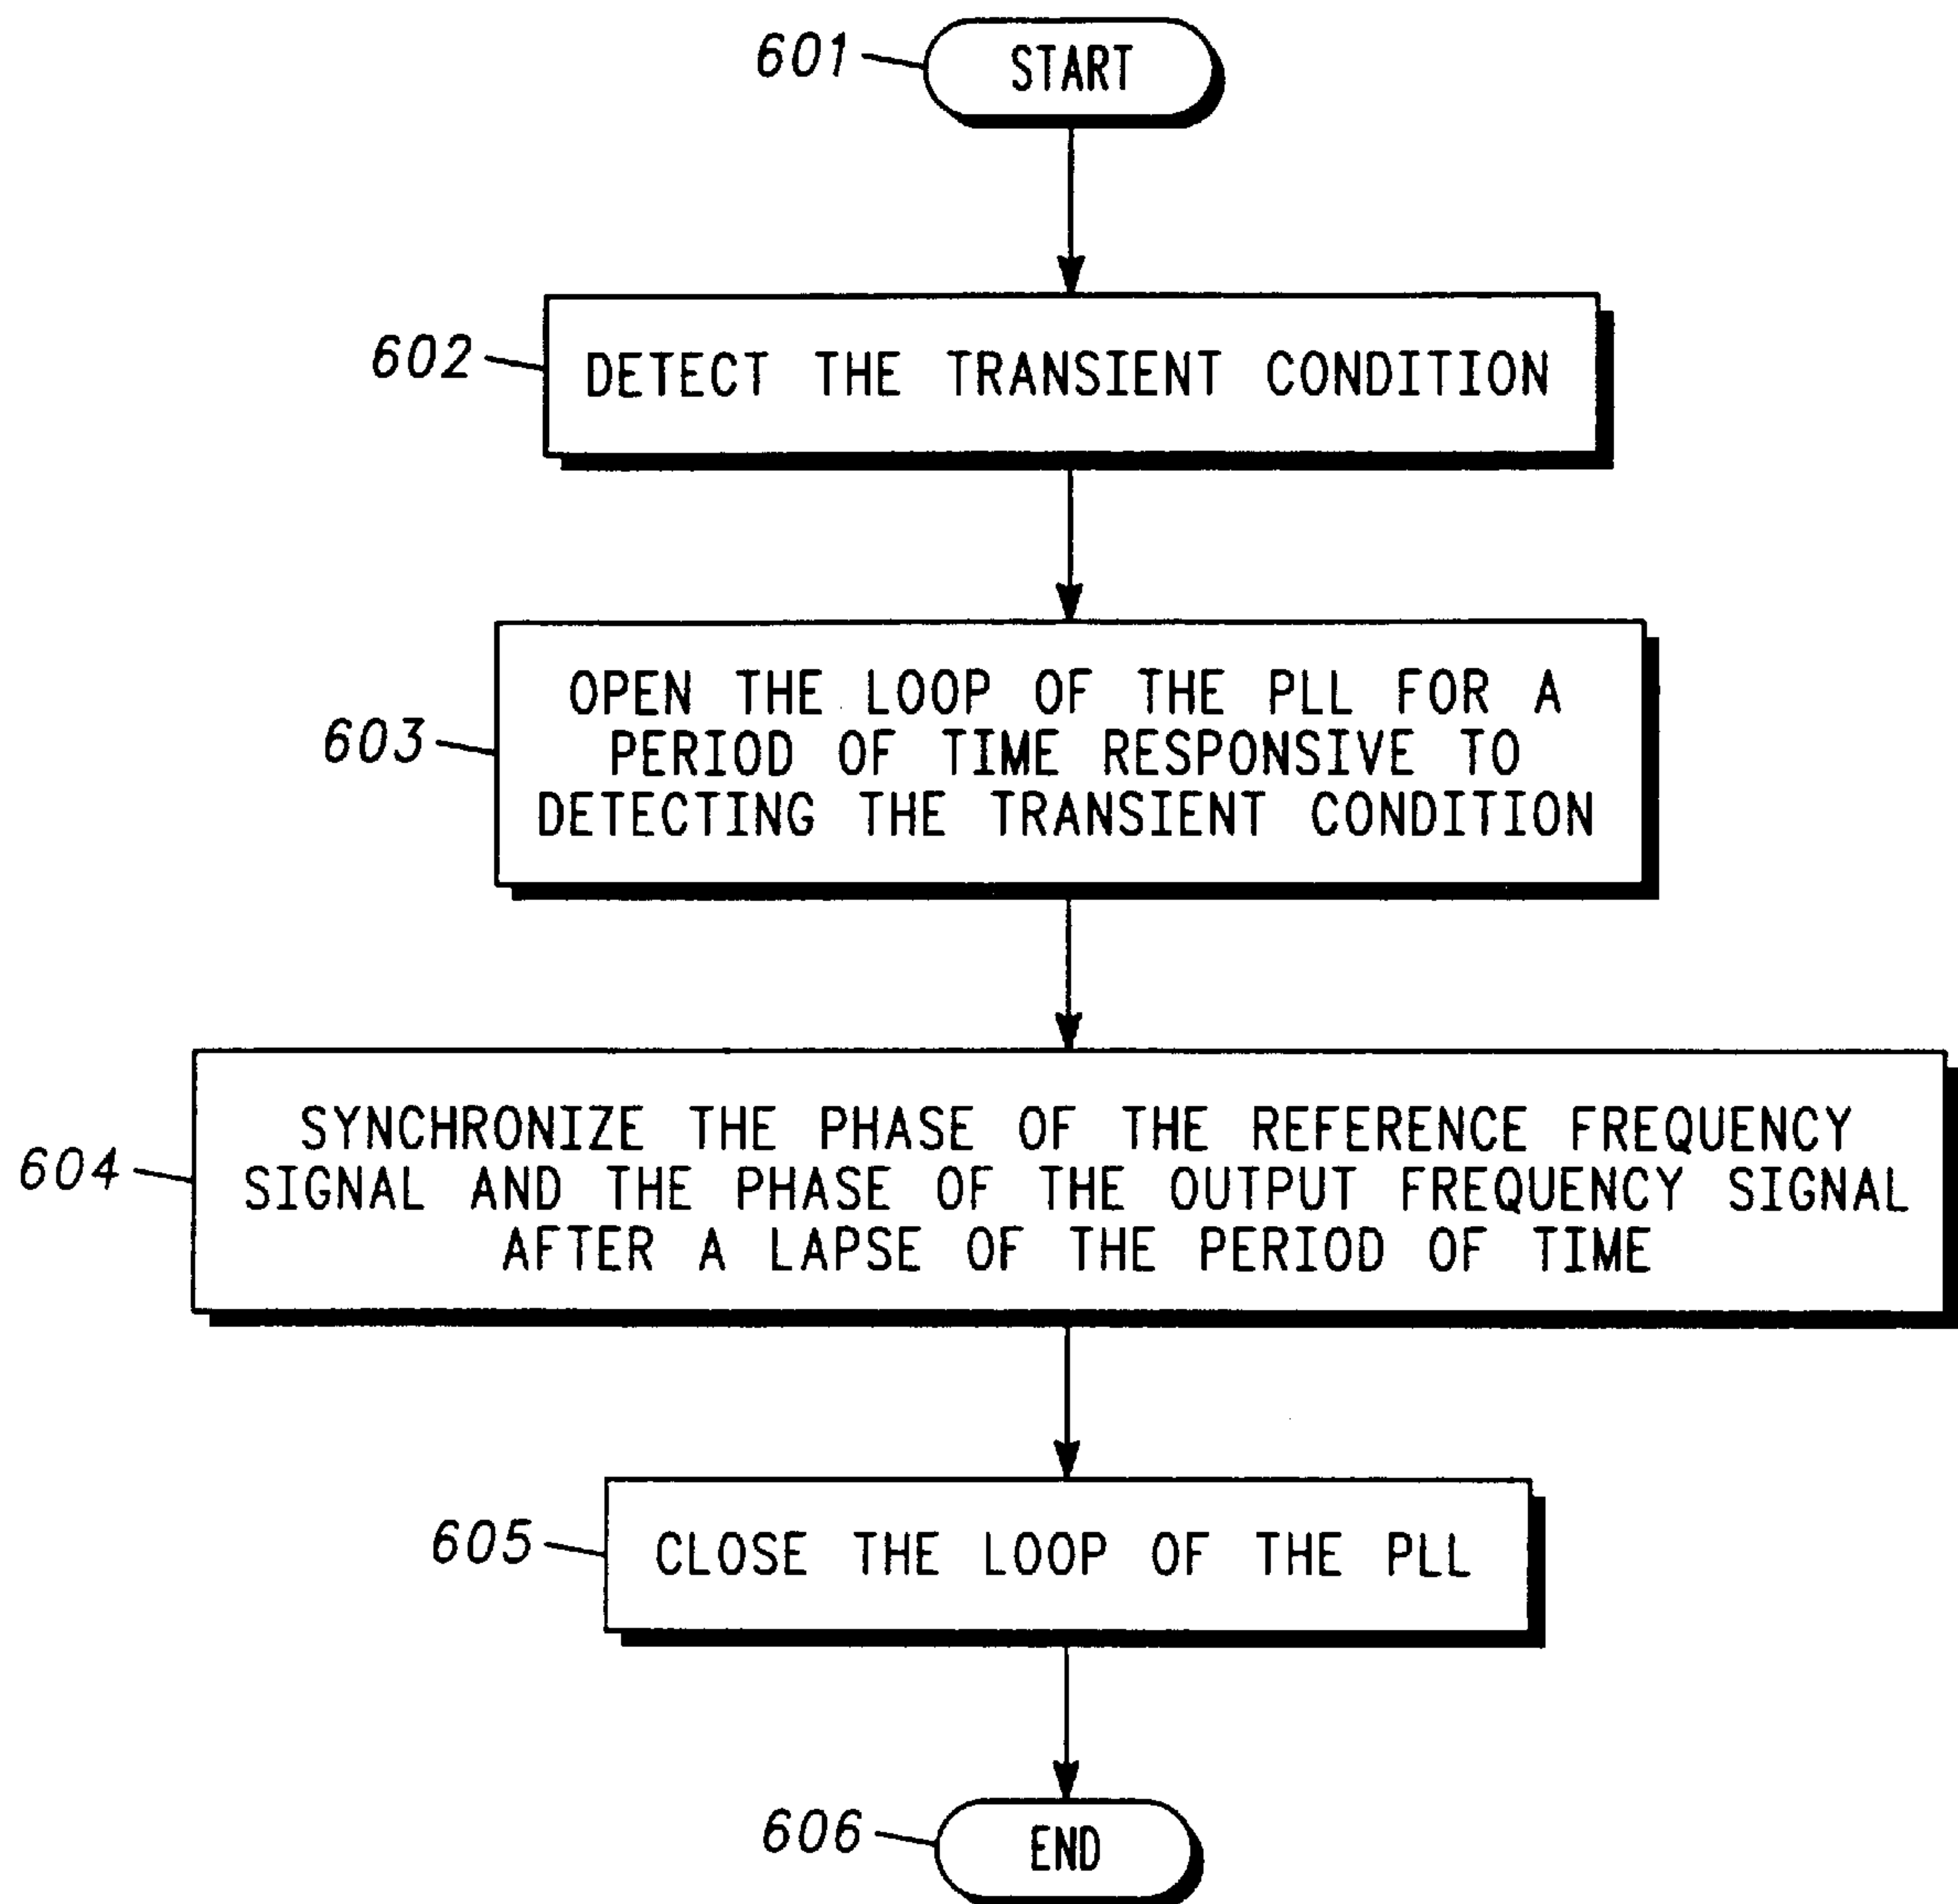 601 START
602 DETECT THE TRANSIENT CONDITION
OPEN THE LOOP OF THE PLL FOR A
603 PERIOD OF TIME RESPONSIVE TO
DETECTING THE TRANSIENT CONDITION
SYNCHRONIZE THE PHASE OF THE REFERENCE FREQUENCY
604 SIGNAL AND THE PHASE OF THE OUTPUT FREQUENCY SIGNAL
AFTER A LAPSE OF THE PERIOD OF TIME
605 CLOSE THE LOOP OF THE PLL
606 END